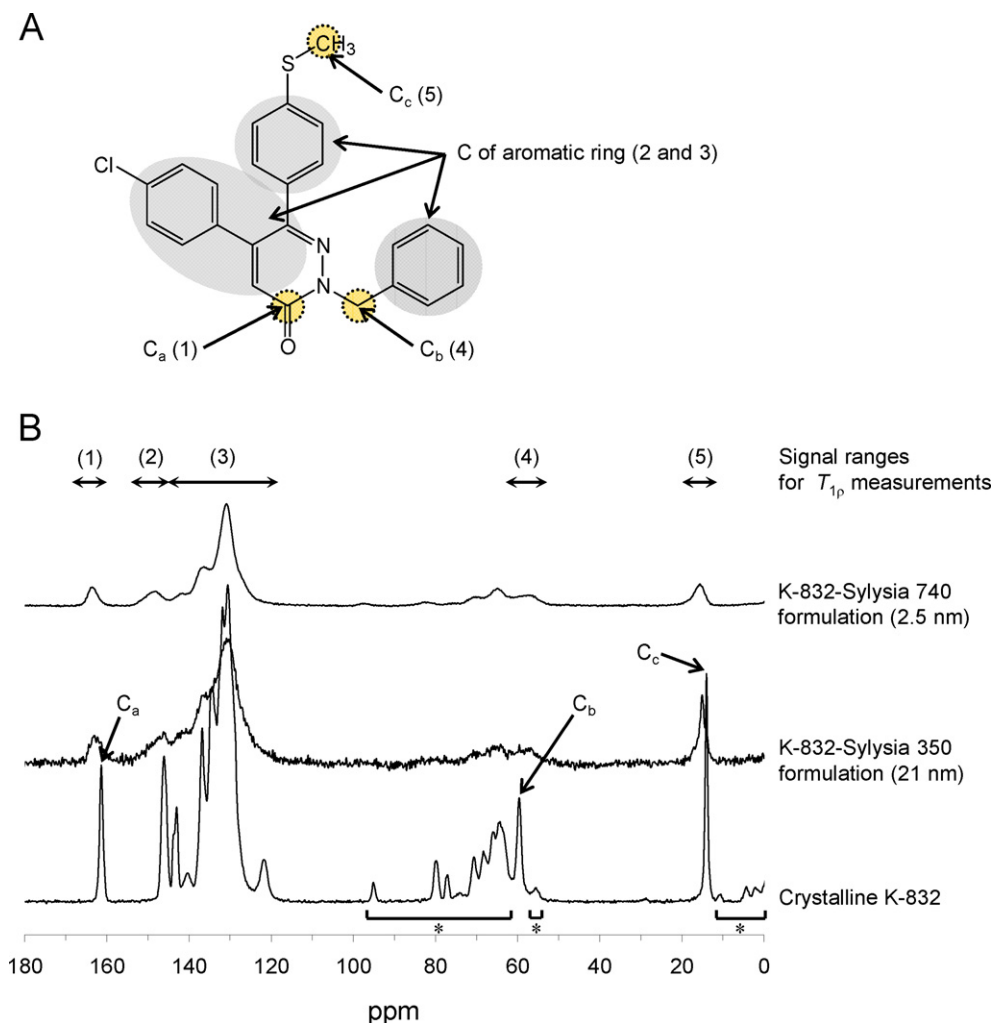 A
CH3
S
Cc (5)
C of aromatic ring (2 and 3)
Cl
N
N
Ca (1)
O
Cb (4)
B
(1) (2) (3) (4) (5)
Signal ranges
for T1ρ measurements
K-832-Sylysia 740
formulation (2.5 nm)
Cc
Ca
Cb
K-832-Sylysia 350
formulation (21 nm)
Crystalline K-832
* * *
180 160 140 120 100 80 60 40 20 0
ppm